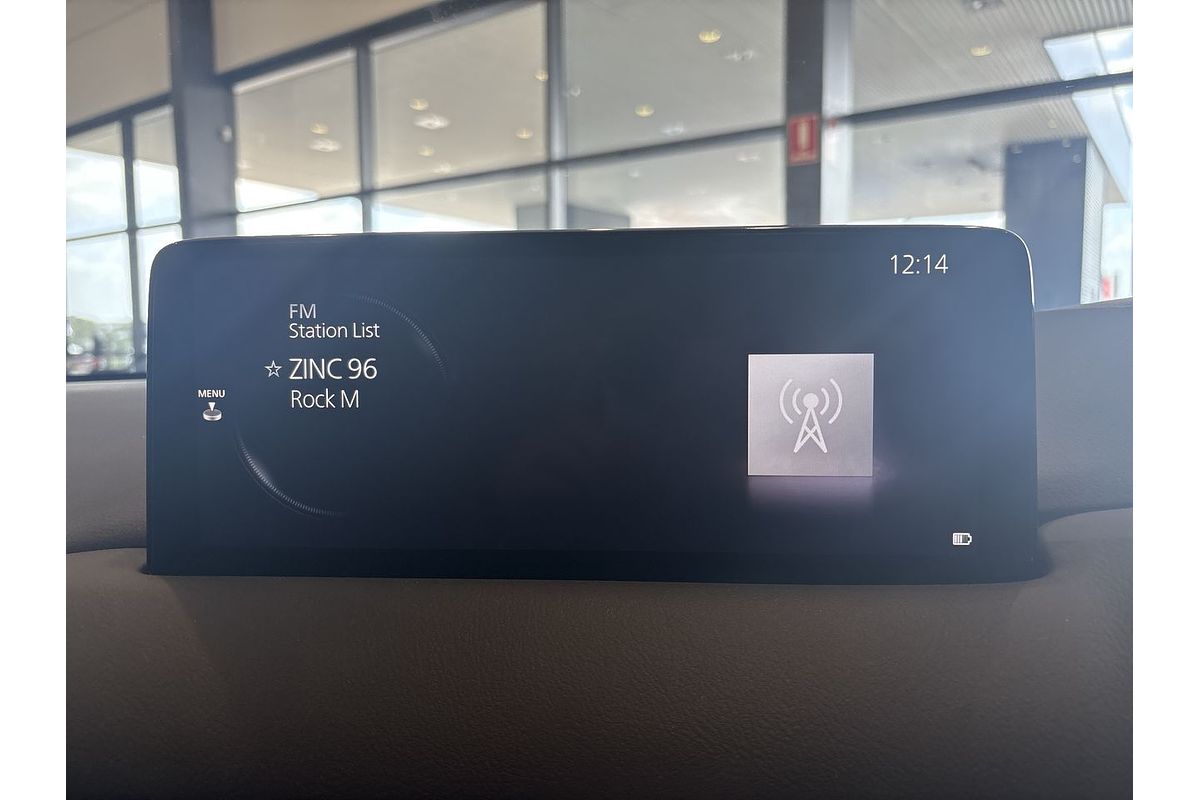 12:14
FM
Station List
☆ ZINC 96
Rock M
MENU